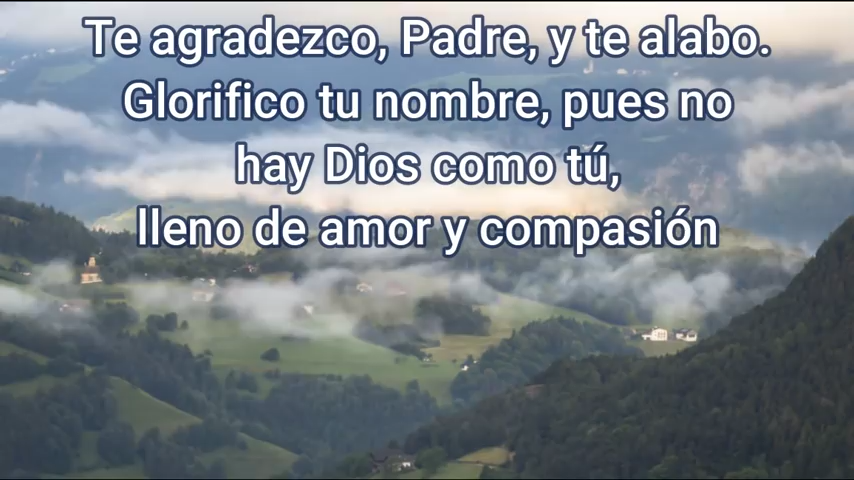 Te agradezco, Padre, y te alabo.
Glorifico tu nombre, pues no
hay Dios como tú,
lleno de amor y compasión